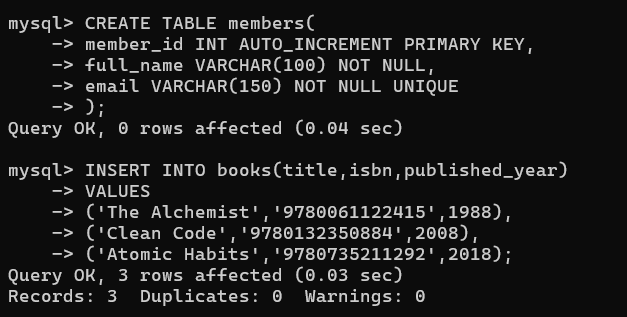 mysql> CREATE TABLE members(
    -> member_id INT AUTO_INCREMENT PRIMARY KEY,
    -> full_name VARCHAR(100) NOT NULL,
    -> email VARCHAR(150) NOT NULL UNIQUE
    -> );
Query OK, 0 rows affected (0.04 sec)

mysql> INSERT INTO books(title,isbn,published_year)
    -> VALUES
    -> ('The Alchemist','9780061122415',1988),
    -> ('Clean Code','9780132350884',2008),
    -> ('Atomic Habits','9780735211292',2018);
Query OK, 3 rows affected (0.03 sec)
Records: 3  Duplicates: 0  Warnings: 0